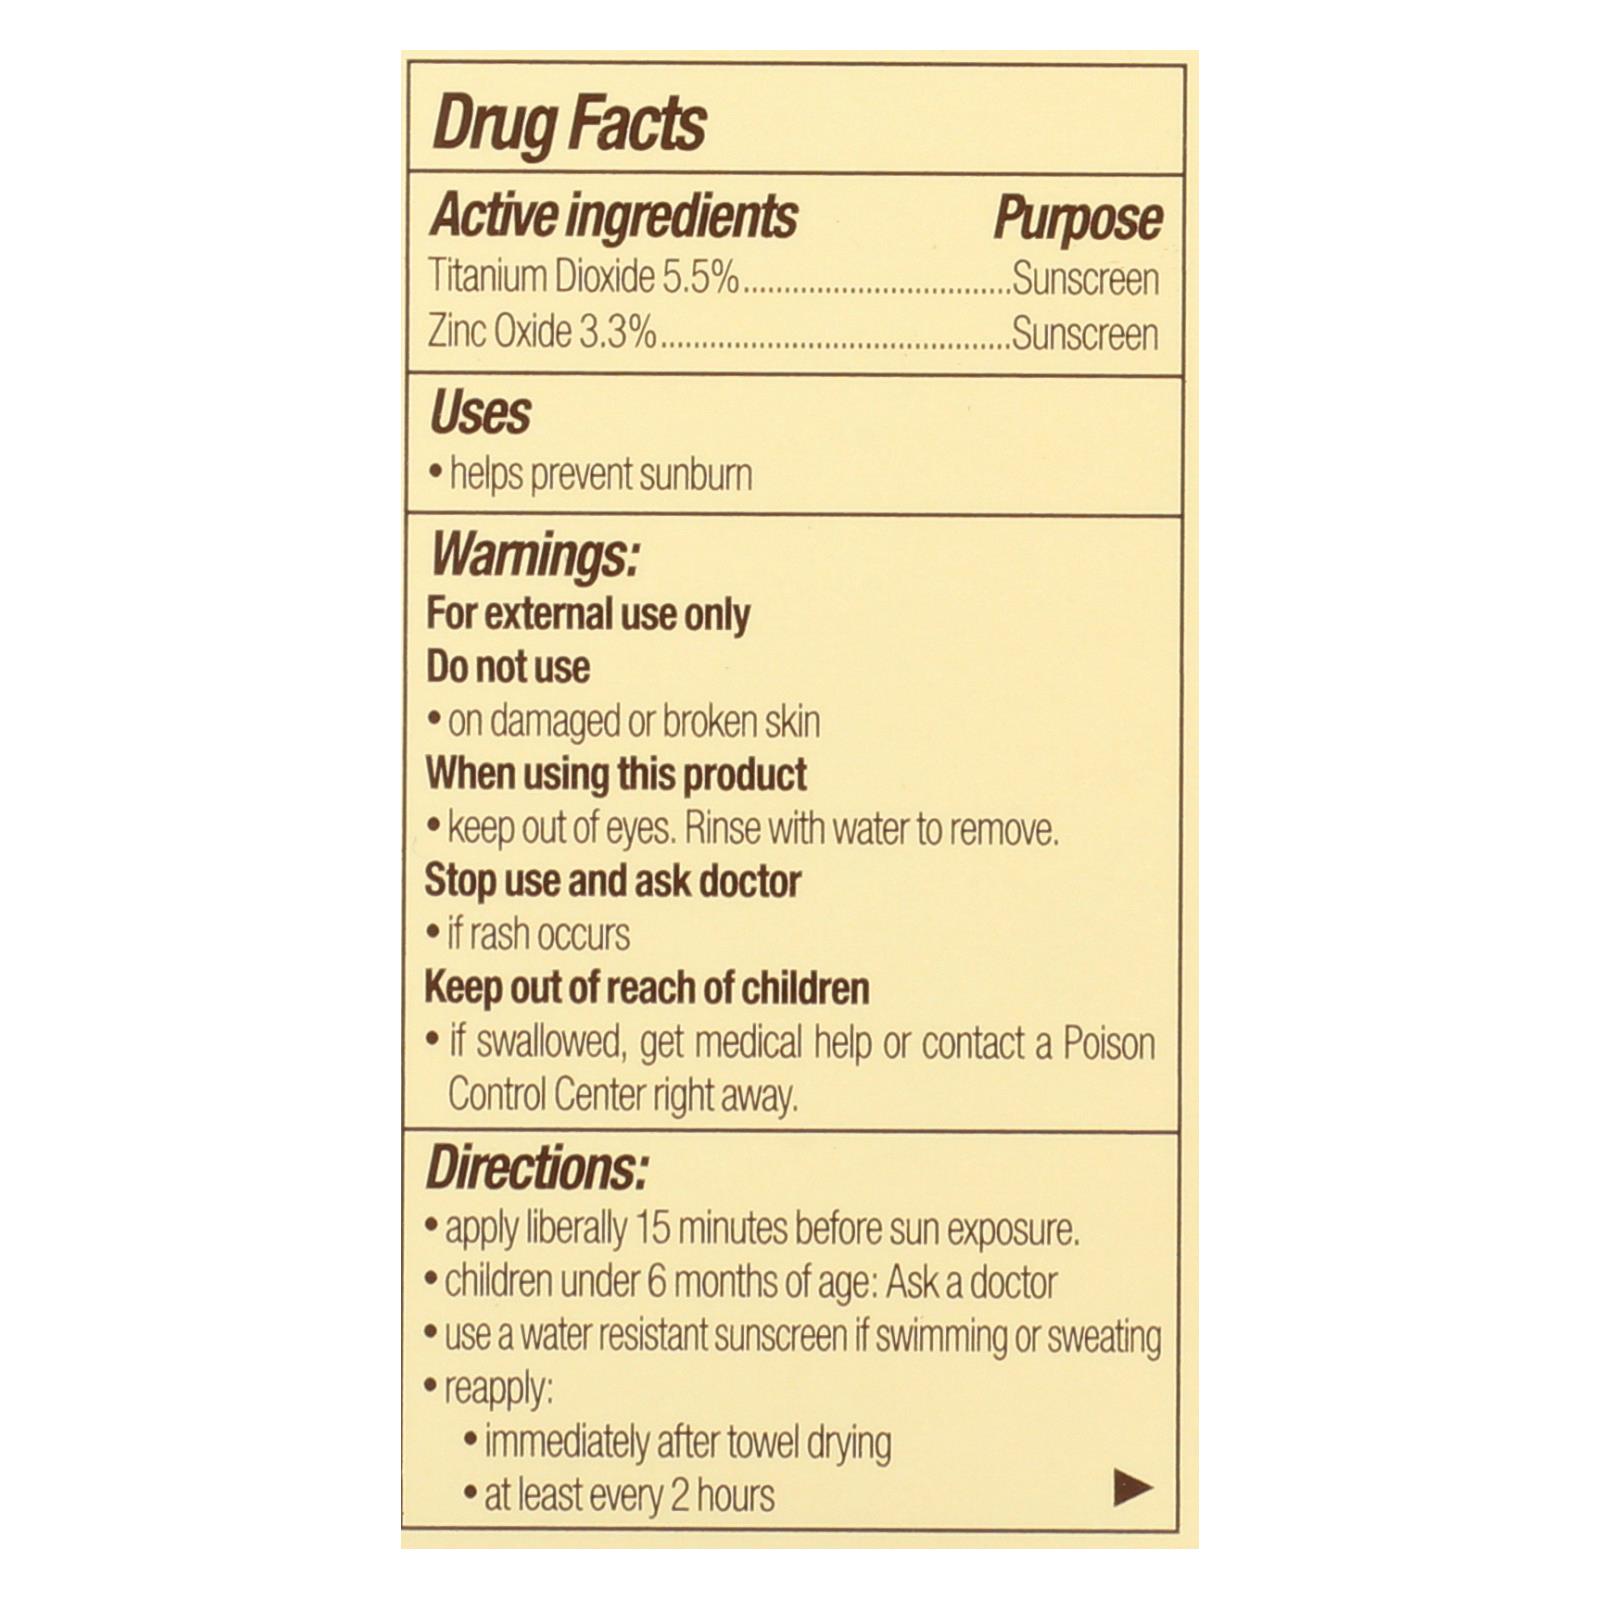 Drug Facts
Active ingredients Purpose
Titanium Dioxide 5.5%................................Sunscreen
Zinc Oxide 3.3%..........................................Sunscreen
Uses
• helps prevent sunburn
Warnings:
For external use only
Do not use
• on damaged or broken skin
When using this product
• keep out of eyes. Rinse with water to remove.
Stop use and ask doctor
• if rash occurs
Keep out of reach of children
• if swallowed, get medical help or contact a Poison
Control Center right away.
Directions:
• apply liberally 15 minutes before sun exposure.
• children under 6 months of age: Ask a doctor
• use a water resistant sunscreen if swimming or sweating
• reapply:
• immediately after towel drying
• at least every 2 hours